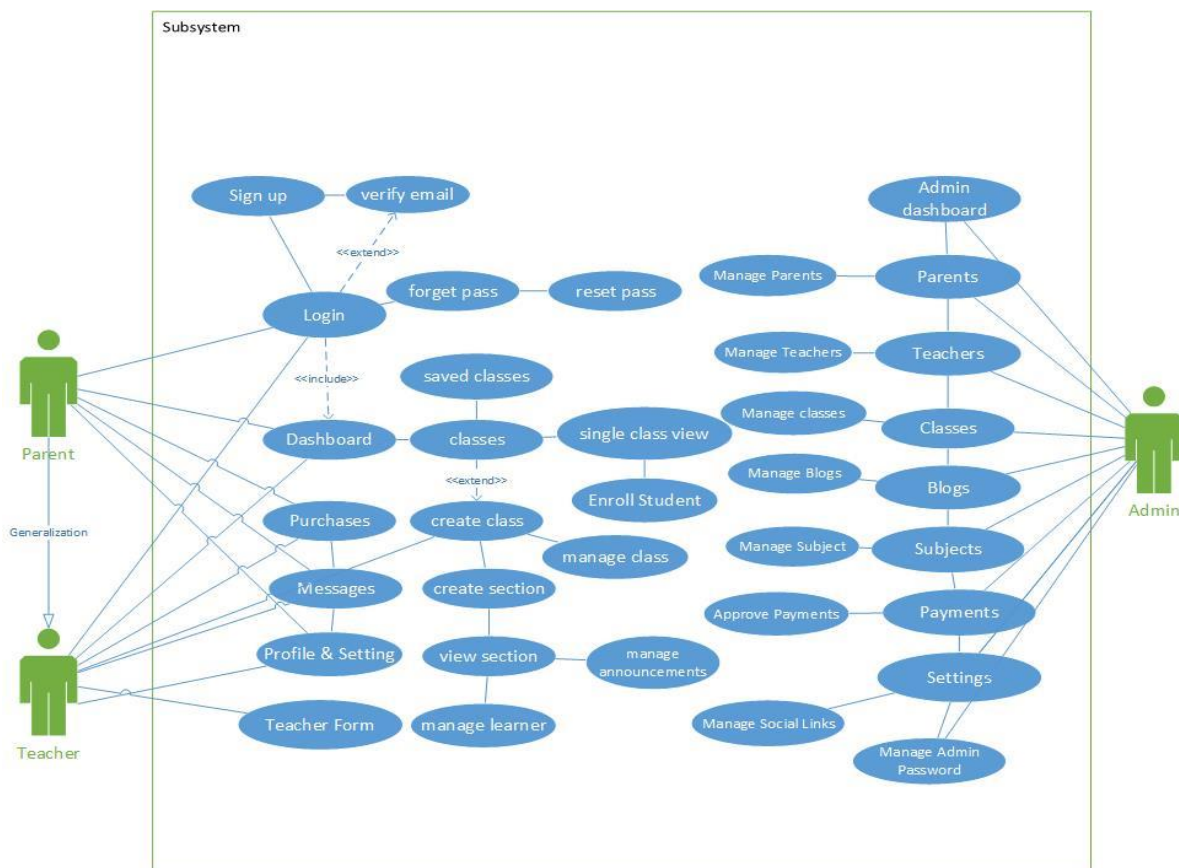 Subsystem
Sign up
verify email
Admin
dashboard
<<extend>>
Manage Parents
Parents
forget pass
reset pass
Login
Manage Teachers
Teachers
<<include>>
saved classes
Manage classes
Classes
Dashboard
classes
single class view
Parent
Manage Blogs
Blogs
<<extend>>
Enroll Student
Admin
Purchases
create class
Generalization
Manage Subject
Subjects
manage class
Messages
create section
Approve Payments
Payments
Profile & Setting
view section
manage
announcements
Settings
Teacher Form
manage learner
Manage Social Links
Teacher
Manage Admin
Password